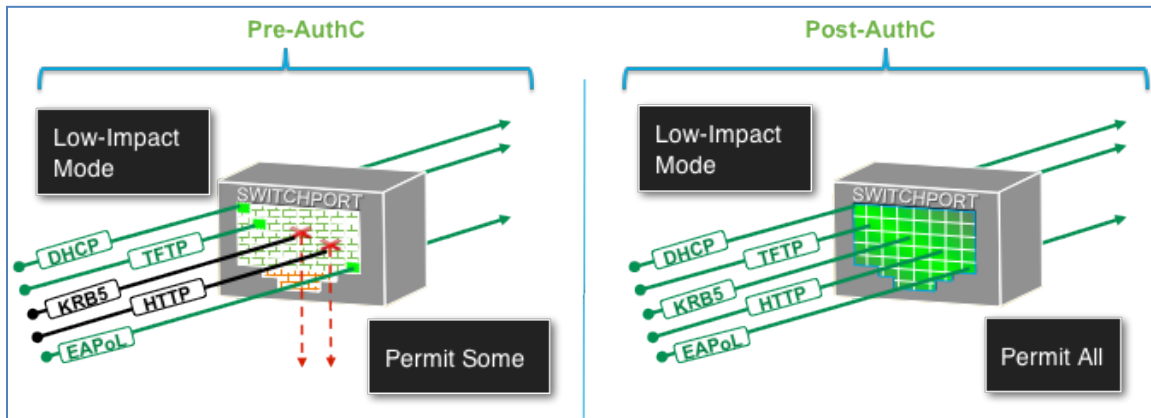 Pre-AuthC
Low-Impact
Mode
SWITCHPORT
DHCP
TFTP
KRB5
HTTP
EAPoL
Permit Some
Post-AuthC
Low-Impact
Mode
SWITCHPORT
DHCP
TFTP
KRB5
HTTP
EAPoL
Permit All